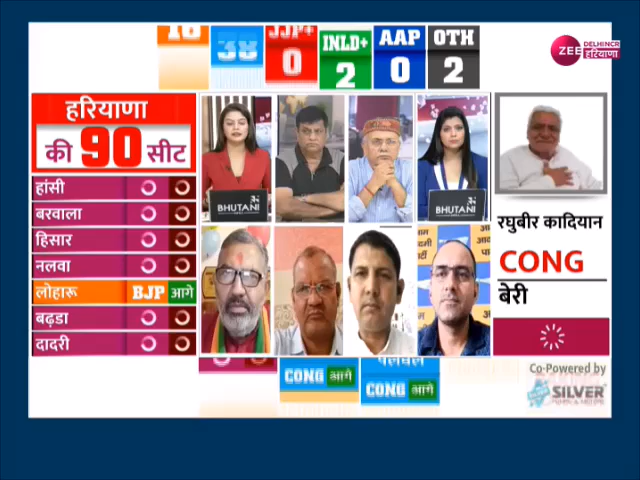 38
JJP+
0
INLD+
2
AAP
0
OTH
2
ZEE
DELHI NCR
हरियाणा
हरियाणा
की 90 सीट
हांसी
बरवाला
हिसार
नलवा
लोहारू BJP आगे
बढ़डा
दादरी
BHUTANI
BHUTANI
रघुबीर कादियान
CONG
बेरी
CONG आगे
CONG आगे
Co-Powered by
SILVER